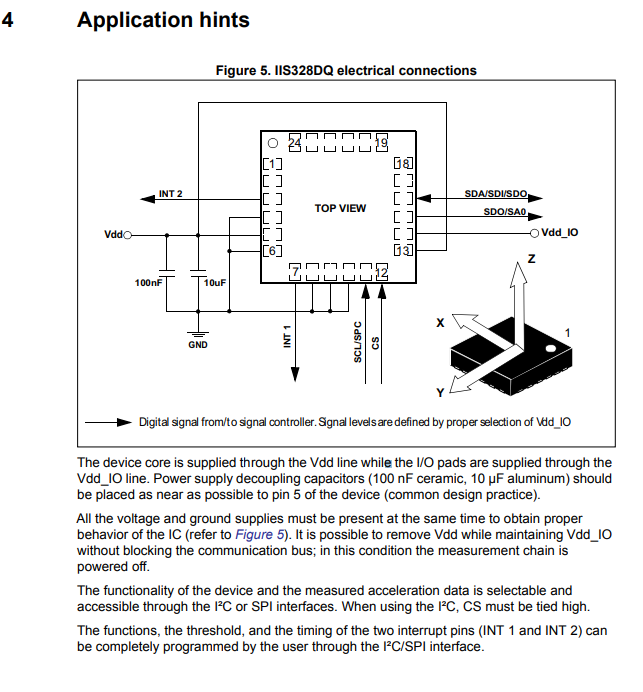 4 Application hints
Figure 5. IIS328DQ electrical connections
24 19
1 18
INT 2
SDA/SDI/SDO
TOP VIEW
SDO/SA0
Vdd
Vdd_IO
6 13
7 12
Z
100nF 10uF
X
1
INT 1
SCL/SPC
CS
GND
Y
Digital signal from/to signal controller. Signal levels are defined by proper selection of Vdd_IO
The device core is supplied through the Vdd line while the I/O pads are supplied through the
Vdd_IO line. Power supply decoupling capacitors (100 nF ceramic, 10 μF aluminum) should
be placed as near as possible to pin 5 of the device (common design practice).
All the voltage and ground supplies must be present at the same time to obtain proper
behavior of the IC (refer to Figure 5). It is possible to remove Vdd while maintaining Vdd_IO
without blocking the communication bus; in this condition the measurement chain is
powered off.
The functionality of the device and the measured acceleration data is selectable and
accessible through the I²C or SPI interfaces. When using the I²C, CS must be tied high.
The functions, the threshold, and the timing of the two interrupt pins (INT 1 and INT 2) can
be completely programmed by the user through the I²C/SPI interface.